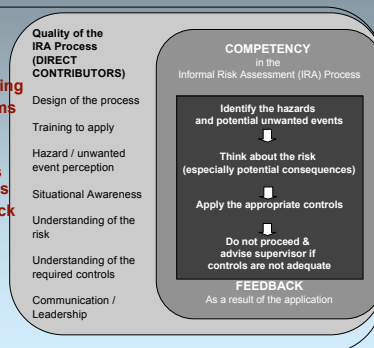 ing
ms
s
s
ck
Quality of the
IRA Process
(DIRECT
CONTRIBUTORS)
Design of the process
Training to apply
Hazard / unwanted
event perception
Situational Awareness
Understanding of the
risk
Understanding of the
required controls
Communication /
Leadership
COMPETENCY
in the
Informal Risk Assessment (IRA) Process
Identify the hazards
and potential unwanted events
Think about the risk
(especially potential consequences)
Apply the appropriate controls
Do not proceed &
advise supervisor if
controls are not adequate
FEEDBACK
As a result of the application